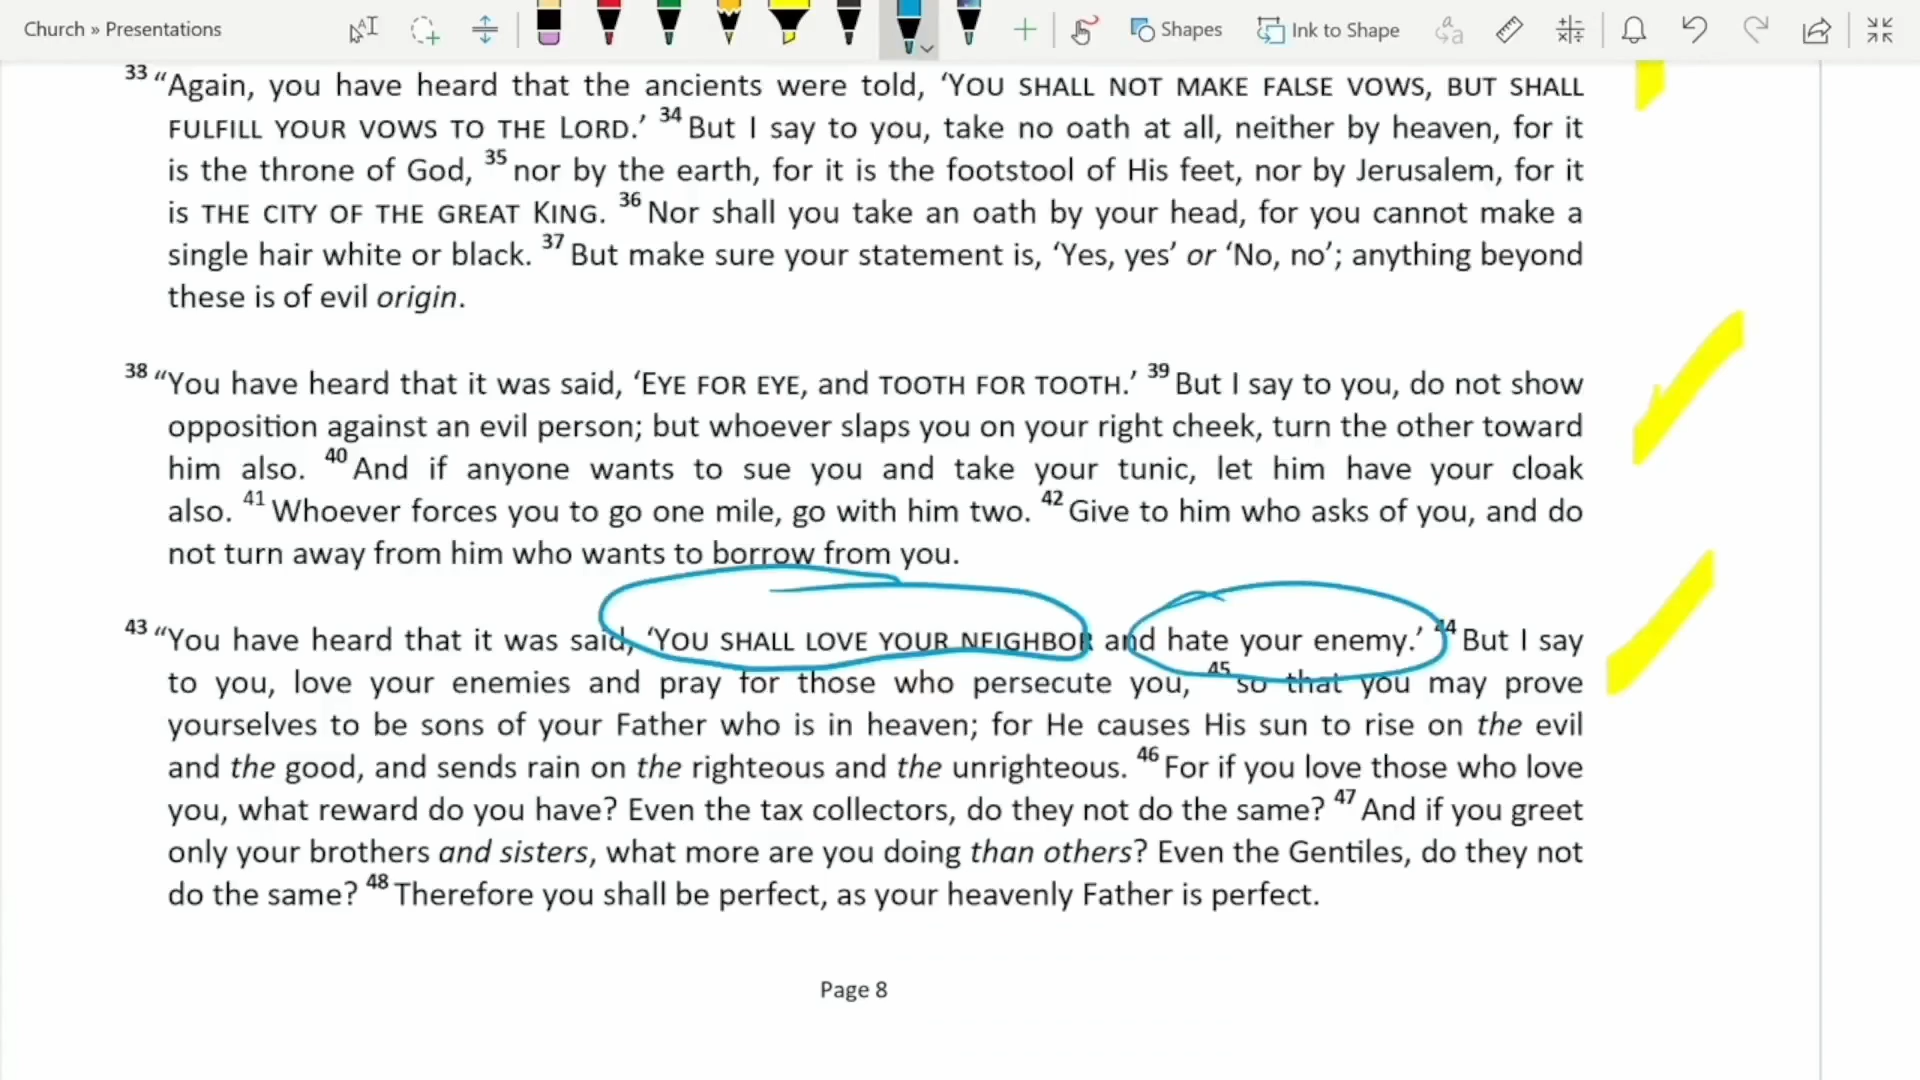 Church » Presentations
Shapes
Ink to Shape
33 “Again, you have heard that the ancients were told, ‘YOU SHALL NOT MAKE FALSE VOWS, BUT SHALL
FULFILL YOUR VOWS TO THE LORD.’ 34 But I say to you, take no oath at all, neither by heaven, for it
is the throne of God, 35 nor by the earth, for it is the footstool of His feet, nor by Jerusalem, for it
is THE CITY OF THE GREAT KING. 36 Nor shall you take an oath by your head, for you cannot make a
single hair white or black. 37 But make sure your statement is, ‘Yes, yes’ or ‘No, no’; anything beyond
these is of evil origin.
38 “You have heard that it was said, ‘EYE FOR EYE, and TOOTH FOR TOOTH.’ 39 But I say to you, do not show
opposition against an evil person; but whoever slaps you on your right cheek, turn the other toward
him also. 40 And if anyone wants to sue you and take your tunic, let him have your cloak
also. 41 Whoever forces you to go one mile, go with him two. 42 Give to him who asks of you, and do
not turn away from him who wants to borrow from you.
43 “You have heard that it was said, ‘YOU SHALL LOVE YOUR NEIGHBOR and hate your enemy.’ 44 But I say
to you, love your enemies and pray for those who persecute you, 45 so that you may prove
yourselves to be sons of your Father who is in heaven; for He causes His sun to rise on the evil
and the good, and sends rain on the righteous and the unrighteous. 46 For if you love those who love
you, what reward do you have? Even the tax collectors, do they not do the same? 47 And if you greet
only your brothers and sisters, what more are you doing than others? Even the Gentiles, do they not
do the same? 48 Therefore you shall be perfect, as your heavenly Father is perfect.
Page 8